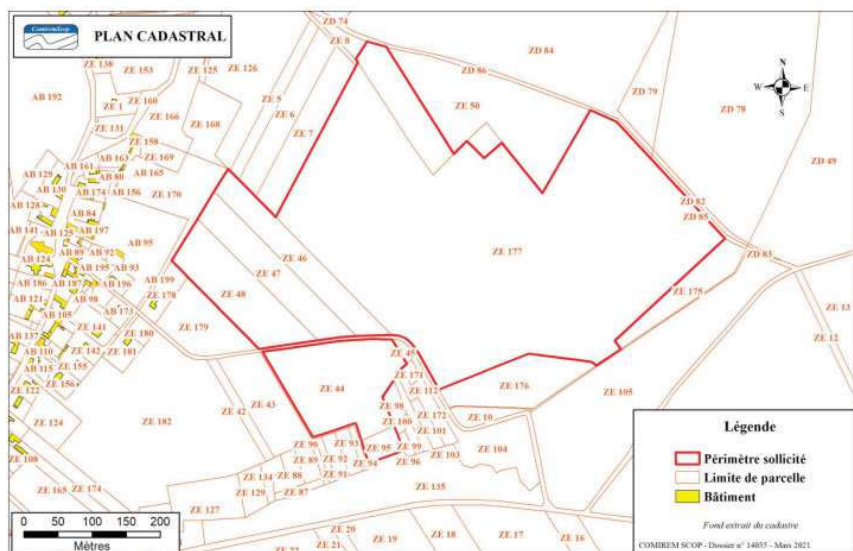 ComiremScop
PLAN CADASTRAL
ZD 74
ZE 8
ZD 84
ZD 86
ZE 138
ZE 153
ZE 125
ZE 126
AB 192
ZE 1
ZE 160
ZE 166
ZE 131
ZE 168
ZE 5
ZE 6
ZE 7
ZE 50
ZD 79
ZD 78
N
W
E
S
ZD 49
ZE 158
ZE 169
AB 163
AB 161
AB 165
AB 129
AB 80
AB 130
AB 174
AB 156
ZE 170
AB 128
AB 84
AB 141
AB 125
AB 197
AB 95
AB 124
AB 89
AB 92
AB 195
AB 93
AB 186
AB 187
AB 196
AB 199
ZE 178
AB 121
AB 98
AB 105
AB 173
ZD 82
ZD 85
ZD 83
ZE 177
ZE 46
ZE 47
ZE 48
ZE 175
ZE 13
ZE 12
AB 137
ZE 141
ZE 180
ZE 179
AB 110
ZE 142
ZE 181
AB 115
ZE 155
ZE 156
ZE 122
ZE 45
ZE 171
ZE 112
ZE 176
ZE 105
ZE 44
ZE 43
ZE 42
ZE 98
ZE 172
ZE 10
ZE 100
ZE 101
ZE 124
ZE 182
ZE 90
ZE 93
ZE 95
ZE 99
ZE 89
ZE 92
ZE 94
ZE 96
ZE 103
ZE 104
ZE 108
ZE 134
ZE 88
ZE 91
ZE 165
ZE 174
ZE 129
ZE 87
ZE 135
ZE 127
ZE 20
ZE 21
ZE 22
ZE 19
ZE 18
ZE 17
ZE 16
0 50 100 150 200
Mètres
Légende
Périmètre sollicité
Limite de parcelle
Bâtiment
Fond extrait du cadastre
COMIREM SCOP - Dossier n° 14035 - Mars 2021